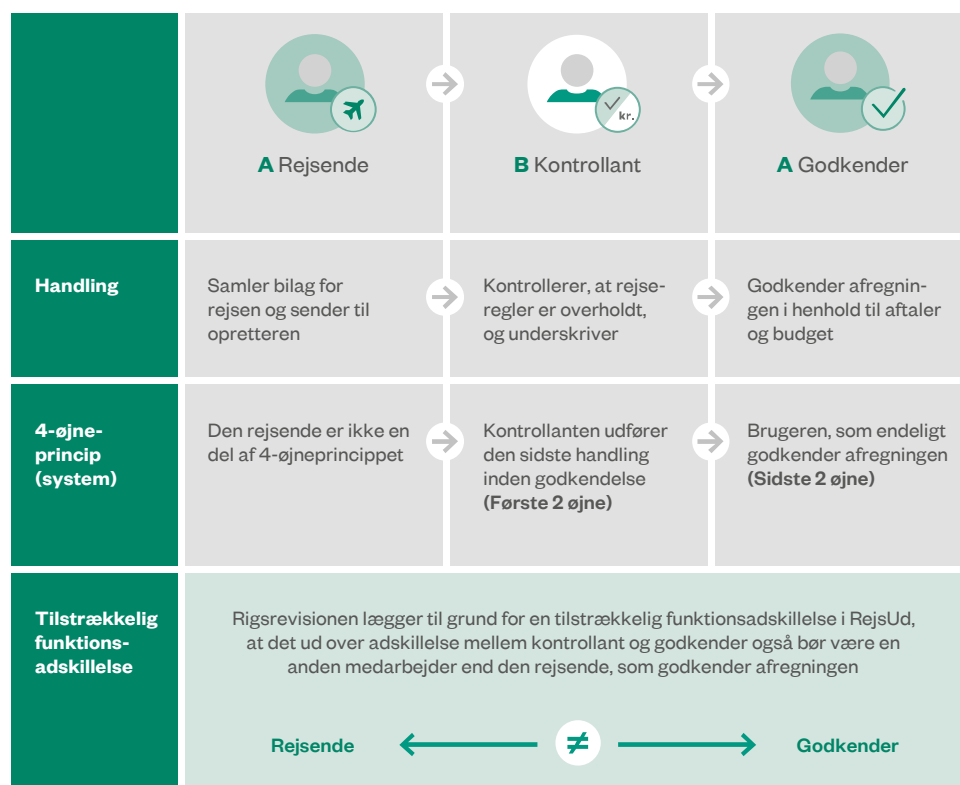 kr.
A Rejsende
B Kontrollant
A Godkender
Handling
Samler bilag for
rejsen og sender til
opretteren
Kontrollerer, at rejse-
regler er overholdt,
og underskriver
Godkender afregnin-
gen i henhold til aftaler
og budget
4-øjne-
princip
(system)
Den rejsende er ikke en
del af 4-øjneprincippet
Kontrollanten udfører
den sidste handling
inden godkendelse
(Første 2 øjne)
Brugeren, som endeligt
godkender afregningen
(Sidste 2 øjne)
Tilstrækkelig
funktions-
adskillelse
Rigsrevisionen lægger til grund for en tilstrækkelig funktionsadskillelse i RejsUd,
at det ud over adskillelse mellem kontrollant og godkender også bør være en
anden medarbejder end den rejsende, som godkender afregningen
Rejsende ≠ Godkender